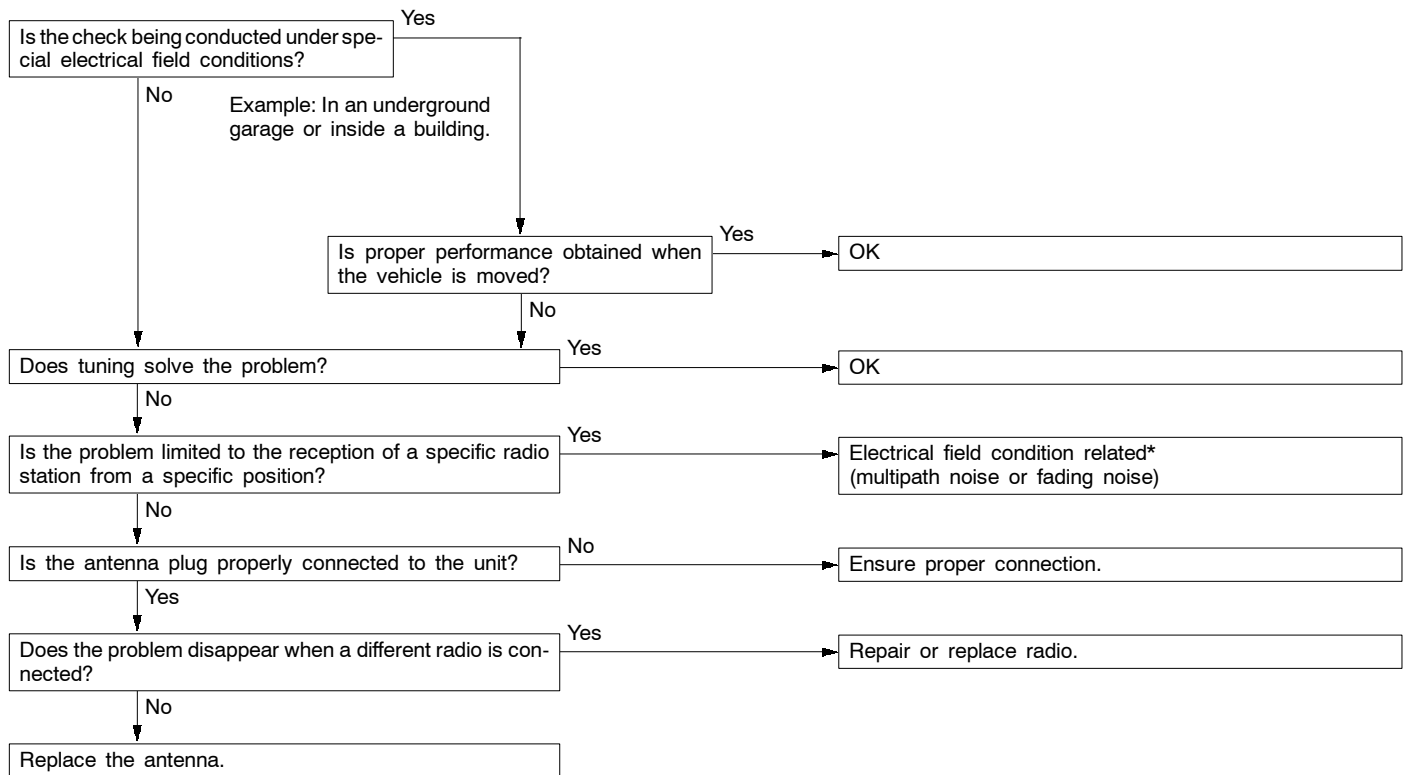 Yes
Is the check being conducted under spe-
cial electrical field conditions?
No
Example: In an underground
garage or inside a building.
Is proper performance obtained when
the vehicle is moved?
Yes
OK
No
Does tuning solve the problem?
Yes
OK
No
Is the problem limited to the reception of a specific radio
station from a specific position?
Yes
Electrical field condition related*
(multipath noise or fading noise)
No
Is the antenna plug properly connected to the unit?
No
Ensure proper connection.
Yes
Does the problem disappear when a different radio is con-
nected?
Yes
Repair or replace radio.
No
Replace the antenna.